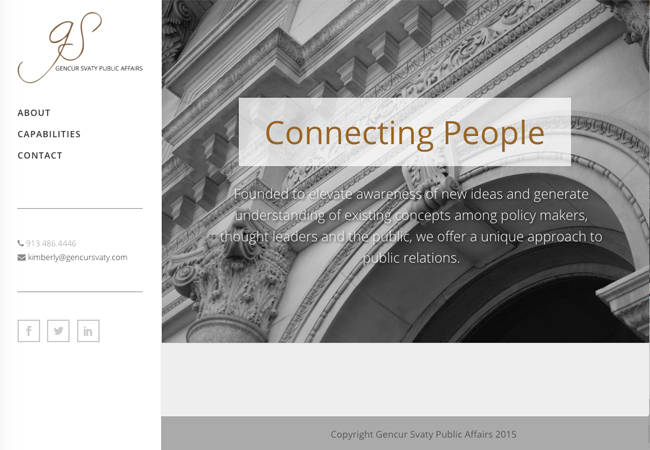 GS
GENCUR SVATY PUBLIC AFFAIRS
ABOUT
CAPABILITIES
CONTACT
913.486.4446
kimberly@gencursvaty.com
f
in
Connecting People
Founded to elevate awareness of new ideas and generate
understanding of existing concepts among policy makers,
thought leaders and the public, we offer a unique approach to
public relations.
Copyright Gencur Svaty Public Affairs 2015